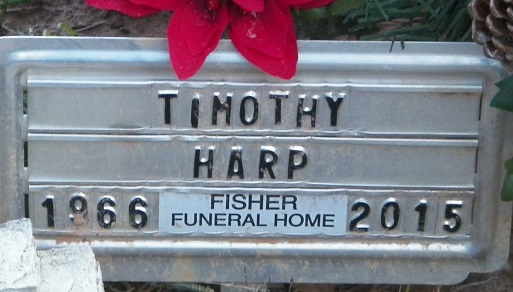 TIMOTHY
HARP
1966 FISHER FUNERAL HOME 2015